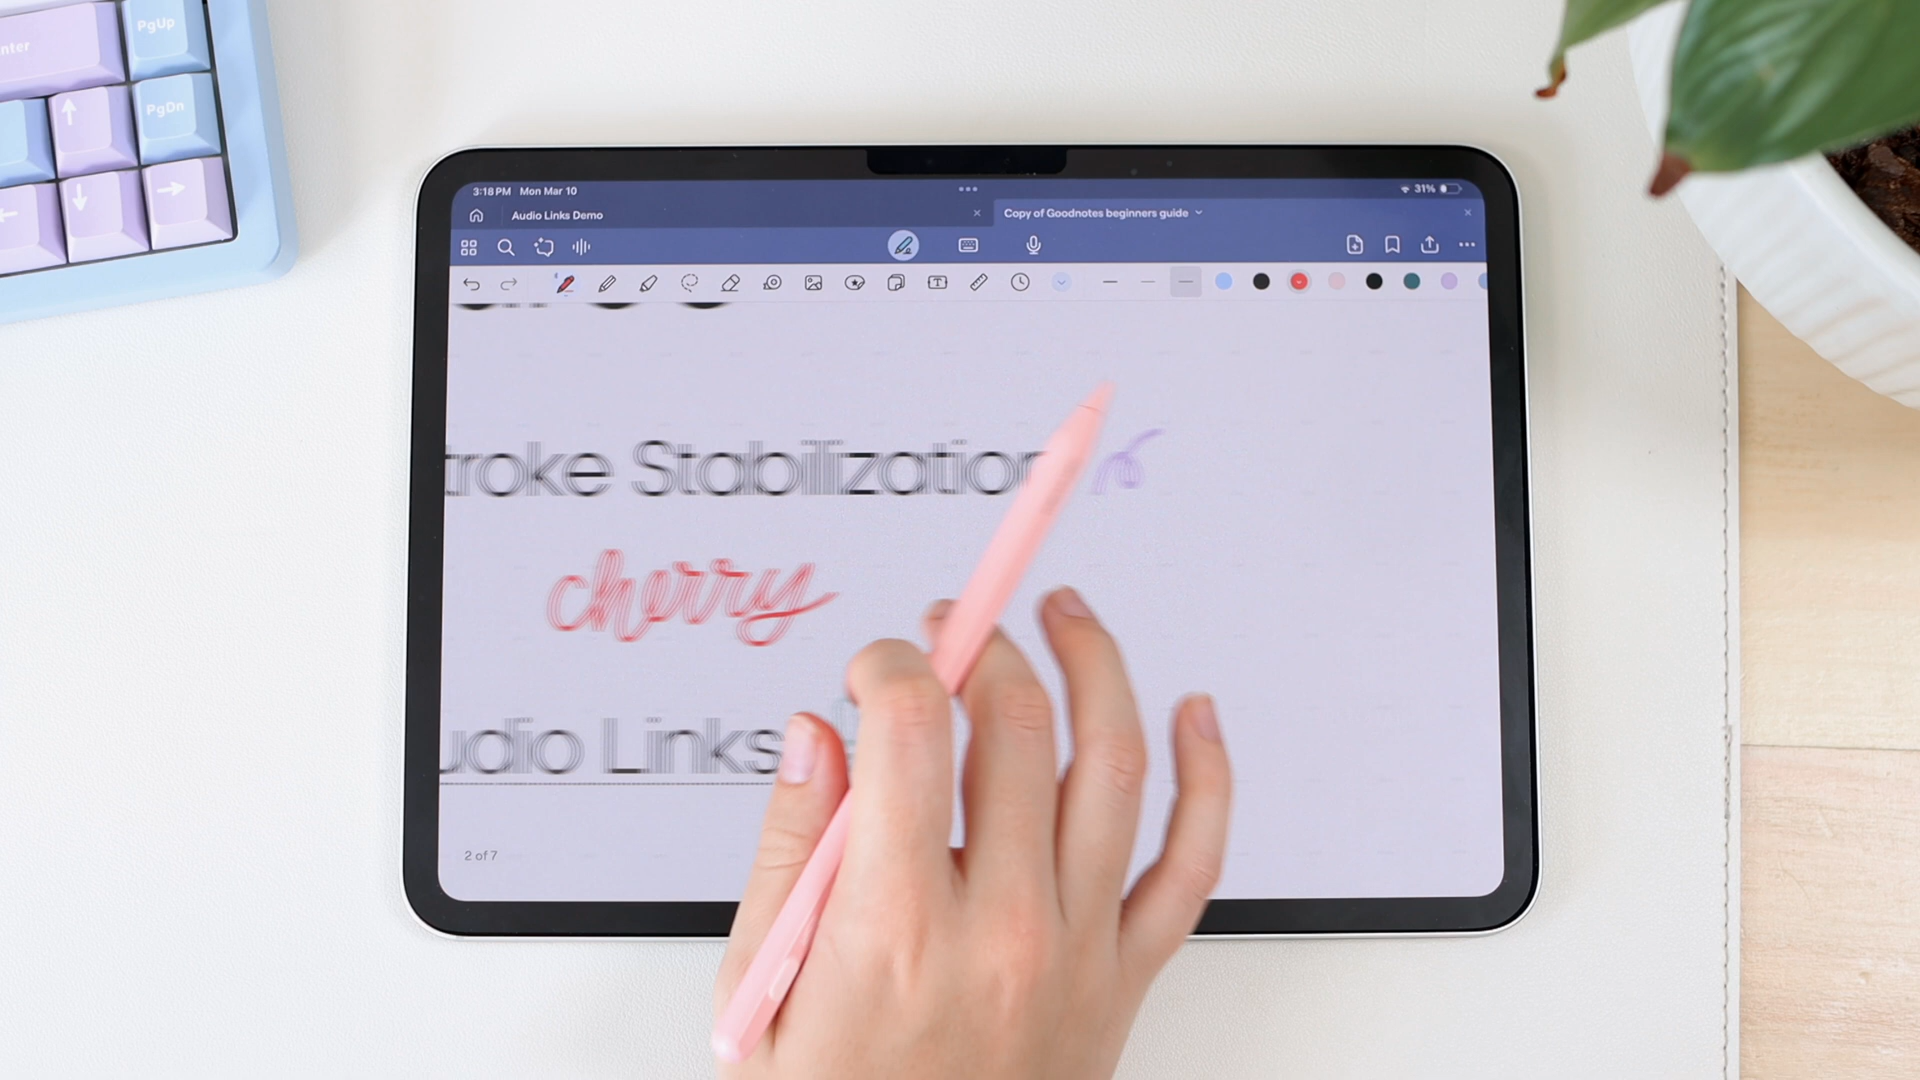 PgUp
nter
PgDn
3:18 PM Mon Mar 10
31%
Audio Links Demo
Copy of Goodnotes beginners guide
troke Stabilization
cherry
udio Links
2 of 7